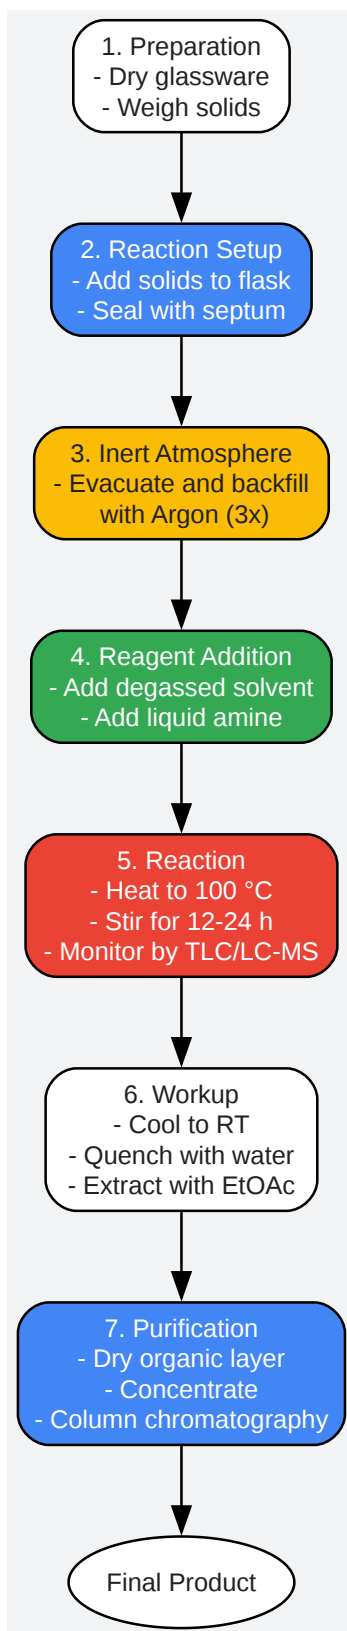 1. Preparation
- Dry glassware
- Weigh solids
2. Reaction Setup
- Add solids to flask
- Seal with septum
3. Inert Atmosphere
- Evacuate and backfill
with Argon (3x)
4. Reagent Addition
- Add degassed solvent
- Add liquid amine
5. Reaction
- Heat to 100 °C
- Stir for 12-24 h
- Monitor by TLC/LC-MS
6. Workup
- Cool to RT
- Quench with water
- Extract with EtOAc
7. Purification
- Dry organic layer
- Concentrate
- Column chromatography
Final Product